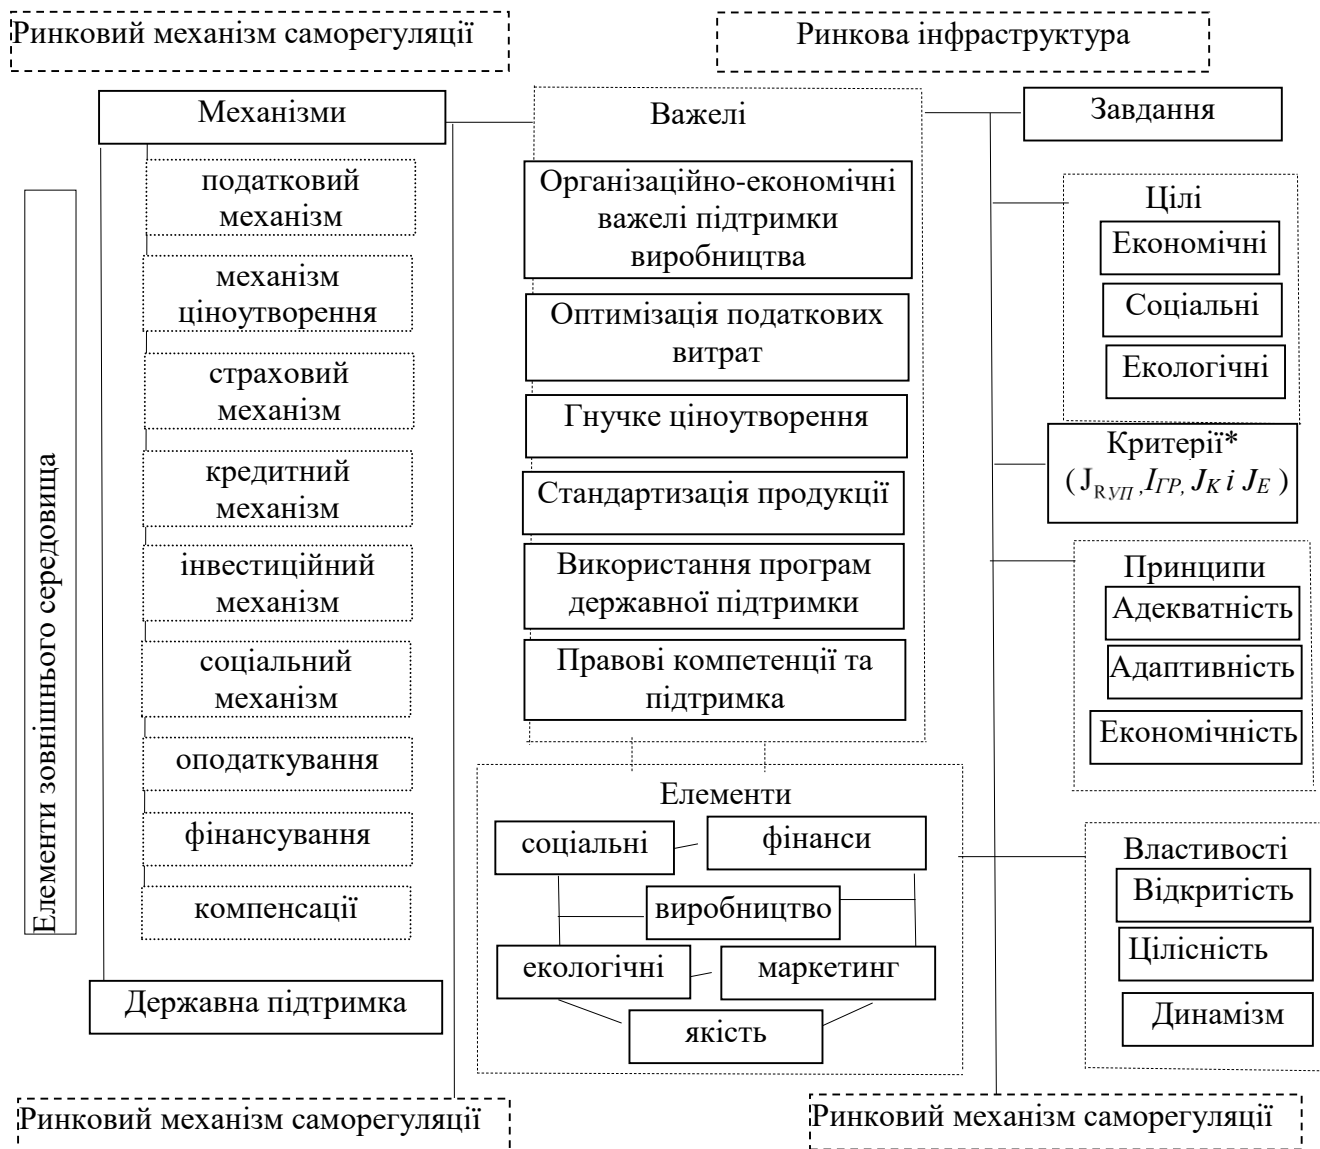 Ринковий механізм саморегуляції
Ринкова інфраструктура
Елементи зовнішнього середовища
Механізми
податковий
механізм
механізм
ціноутворення
страховий
механізм
кредитний
механізм
інвестиційний
механізм
соціальний
механізм
оподаткування
фінансування
компенсації
Державна підтримка
Важелі
Організаційно-економічні
важелі підтримки
виробництва
Оптимізація податкових
витрат
Гнучке ціноутворення
Стандартизація продукції
Використання програм
державної підтримки
Правові компетенції та
підтримка
Елементи
соціальні
фінанси
виробництво
екологічні
маркетинг
якість
Завдання
Цілі
Економічні
Соціальні
Екологічні
Критерії*
(J_RУП, I_ГР, J_K і J_E)
Принципи
Адекватність
Адаптивність
Економічність
Властивості
Відкритість
Цілісність
Динамізм
Ринковий механізм саморегуляції
Ринковий механізм саморегуляції